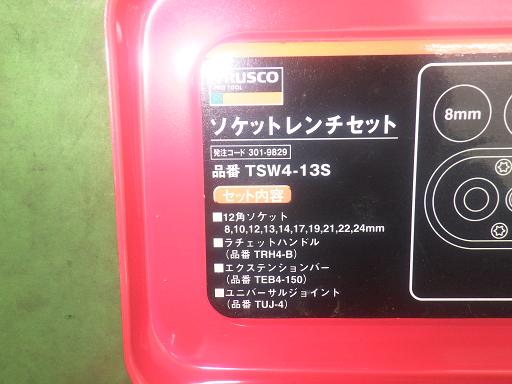 TRUSCO
PRO TOOL
ソケットレンチセット
発注コード 301-9829
品番 TSW4-13S
セット内容
■12角ソケット
8,10,12,13,14,17,19,21,22,24mm
■ラチェットハンドル
(品番 TRH4-B)
■エクステンションバー
(品番 TEB4-150)
■ユニバーサルジョイント
(品番 TUJ-4)
8mm